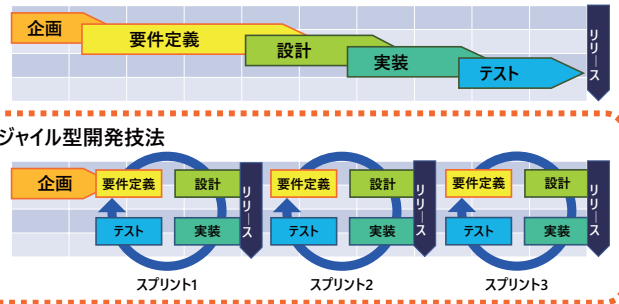 企画
要件定義
設計
実装
テスト
リリース
ジャイル型開発技法
企画
要件定義
設計
テスト
実装
リリース
要件定義
設計
テスト
実装
リリース
要件定義
設計
テスト
実装
リリース
スプリント1
スプリント2
スプリント3